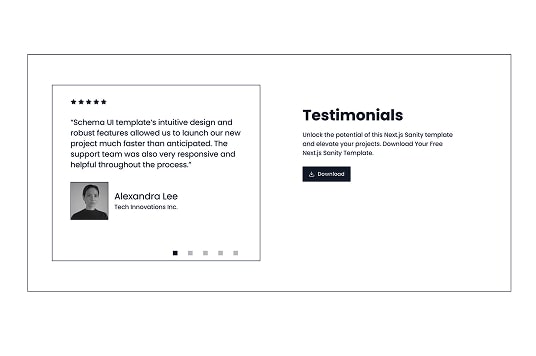 “Schema UI template’s intuitive design and
robust features allowed us to launch our new
project much faster than anticipated. The
support team was also very responsive and
helpful throughout the process.”
Alexandra Lee
Tech Innovations Inc.
Testimonials
Unlock the potential of this Next.js Sanity template
and elevate your projects. Download Your Free
Next.js Sanity Template.
Download